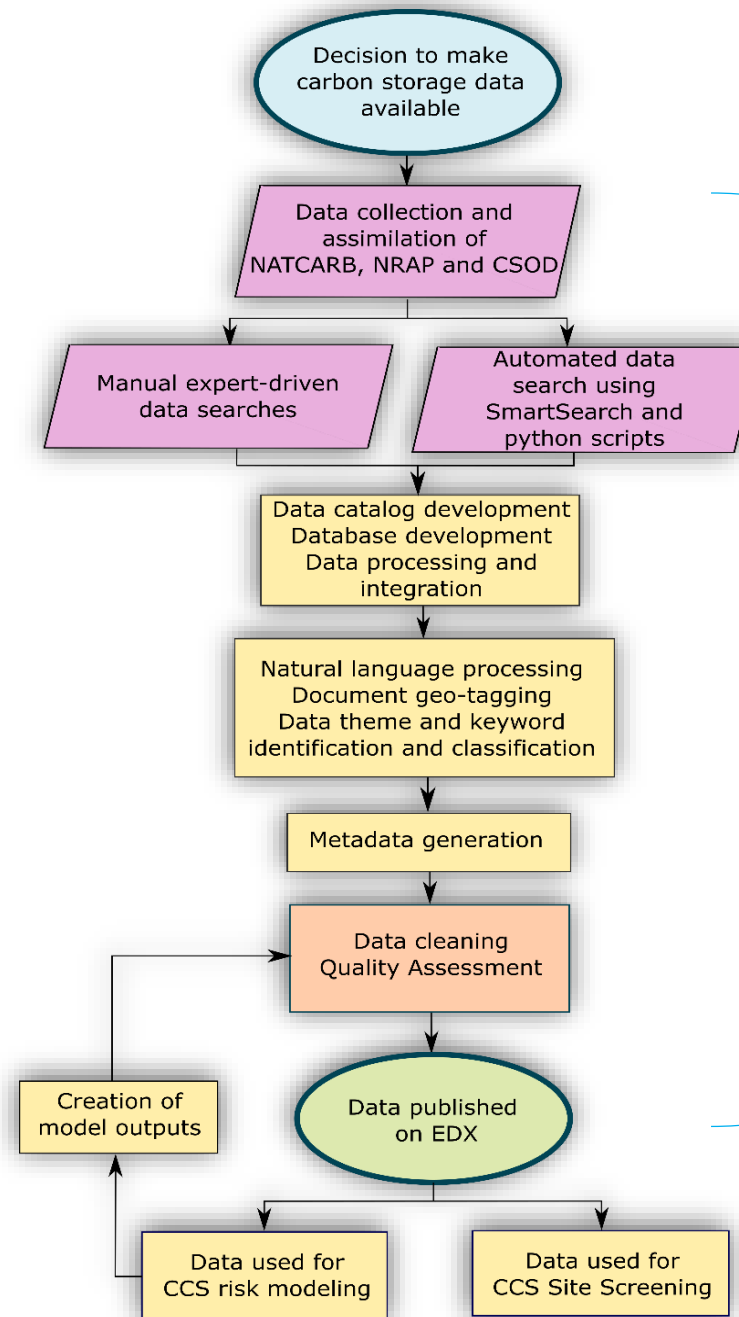 Decision to make
carbon storage data
available
Data collection and
assimilation of
NATCARB, NRAP and CSOD
Manual expert-driven
data searches
Automated data
search using
SmartSearch and
python scripts
Data catalog development
Database development
Data processing and
integration
Natural language processing
Document geo-tagging
Data theme and keyword
identification and classification
Metadata generation
Data cleaning
Quality Assessment
Creation of
model outputs
Data published
on EDX
Data used for
CCS risk modeling
Data used for
CCS Site Screening